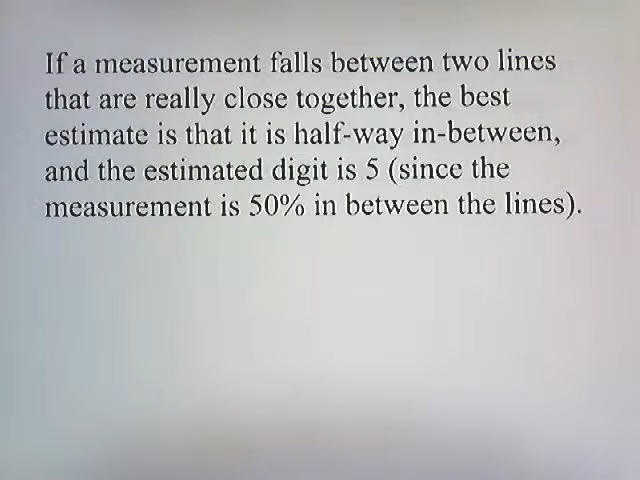 If a measurement falls between two lines
that are really close together, the best
estimate is that it is half-way in-between,
and the estimated digit is 5 (since the
measurement is 50% in between the lines).